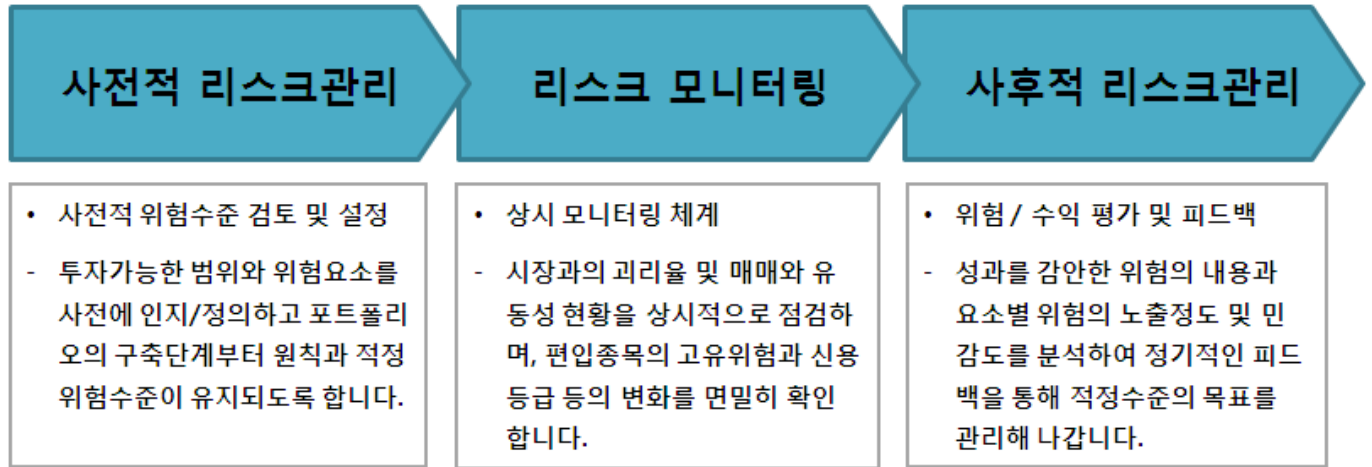 사전적 리스크관리
리스크 모니터링
사후적 리스크관리
• 사전적 위험수준 검토 및 설정
- 투자가능한 범위와 위험요소를
사전에 인지/정의하고 포트폴리
오의 구축단계부터 원칙과 적정
위험수준이 유지되도록 합니다.
• 상시 모니터링 체계
- 시장과의 괴리율 및 매매와 유
동성 현황을 상시적으로 점검하
며, 편입종목의 고유위험과 신용
등급 등의 변화를 면밀히 확인
합니다.
• 위험 / 수익 평가 및 피드백
- 성과를 감안한 위험의 내용과
요소별 위험의 노출정도 및 민
감도를 분석하여 정기적인 피드
백을 통해 적정수준의 목표를
관리해 나갑니다.